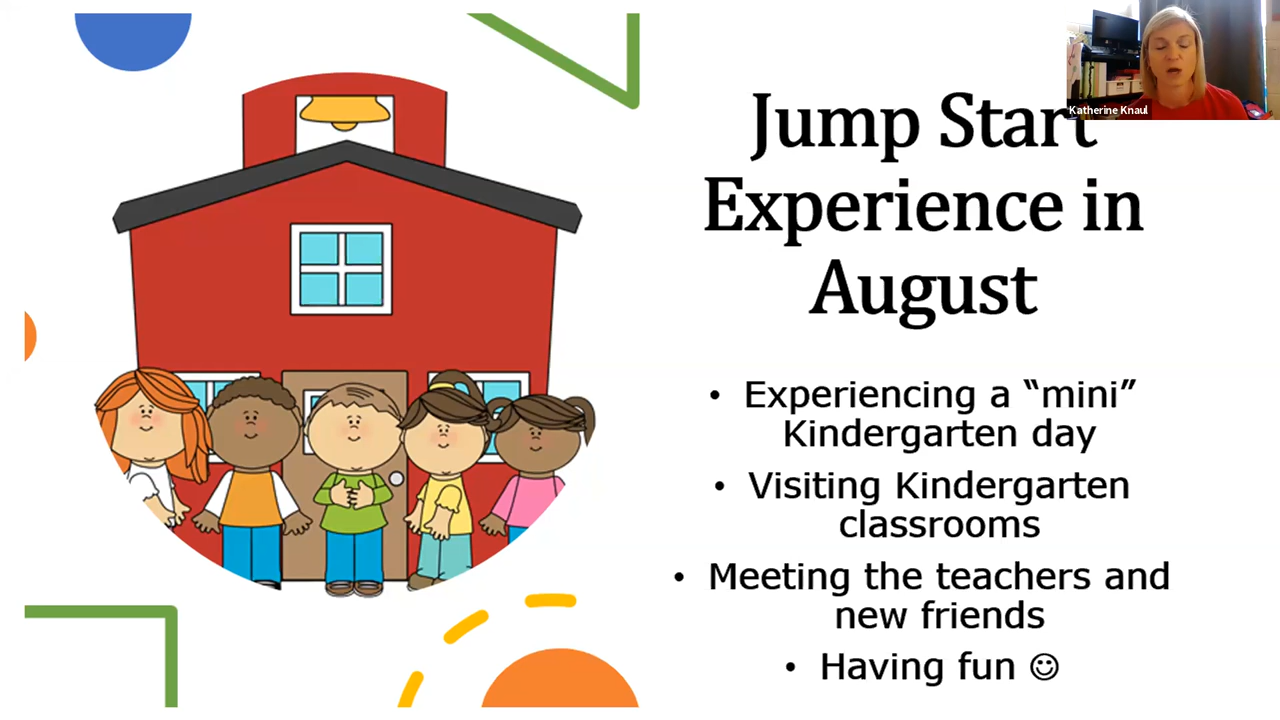 Katherine Knaul
Jump Start
Experience in
August
• Experiencing a “mini”
Kindergarten day
• Visiting Kindergarten
classrooms
• Meeting the teachers and
new friends
• Having fun ☺